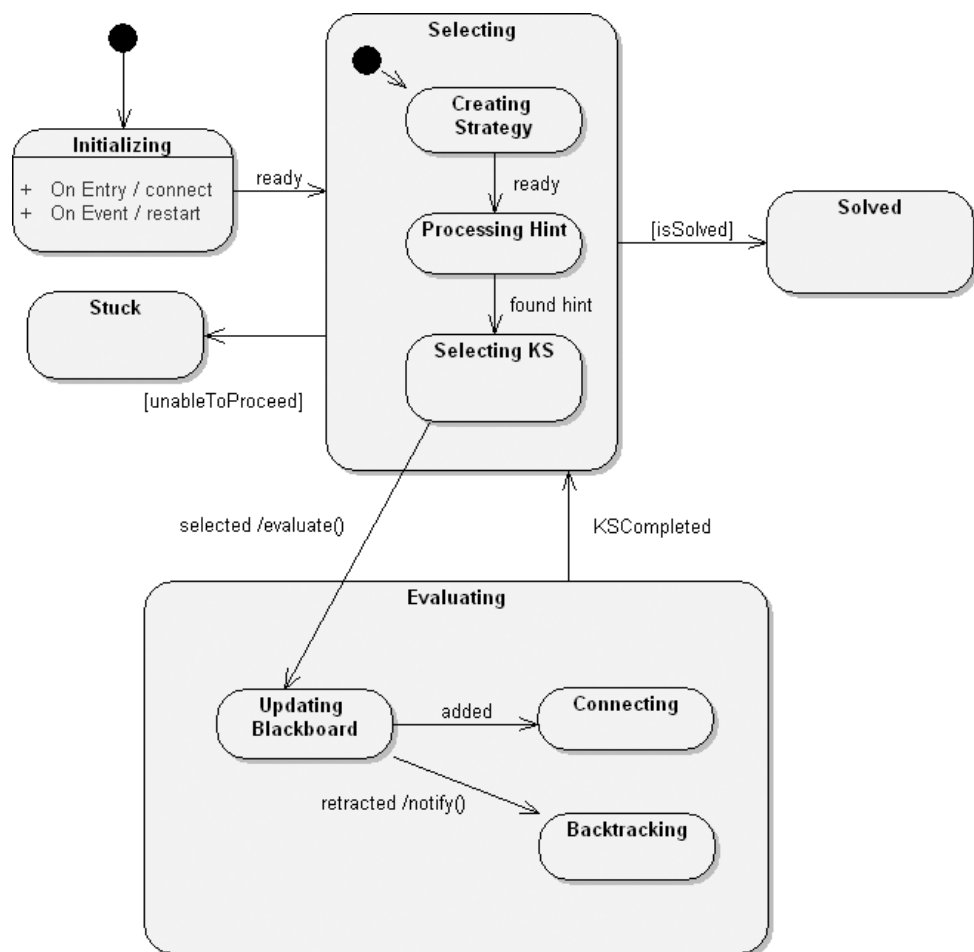 Selecting
Creating
Strategy
Initializing
+ On Entry / connect
+ On Event / restart
ready
ready
Processing Hint
[isSolved]
Solved
Stuck
found hint
Selecting KS
[unableToProceed]
selected /evaluate()
KSCompleted
Evaluating
Updating
Blackboard
added
Connecting
retracted /notify()
Backtracking